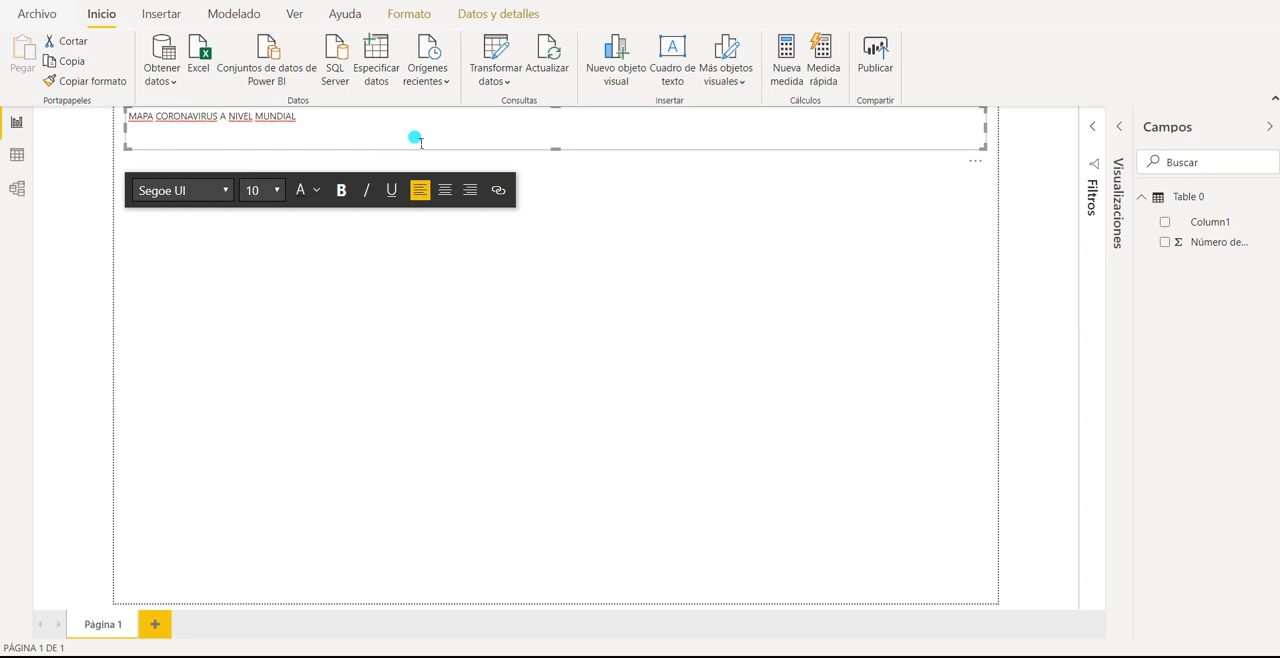 Archivo Inicio Insertar Modelado Ver Ayuda Formato Datos y detalles
Pegar
Cortar
Copia
Copiar formato
Portapapeles
Obtener datos
Excel
Conjuntos de datos de Power BI
SQL Server
Especificar datos
Orígenes recientes
Datos
Transformar datos
Actualizar
Consultas
Nuevo objeto visual
Cuadro de texto
Más objetos visuales
Insertar
Nueva medida
Medida rápida
Cálculos
Publicar
Compartir
MAPA CORONAVIRUS A NIVEL MUNDIAL
Segoe UI 10 A B I U
Filtros
Visualizaciones
Campos
Buscar
Table 0
Column1
Σ Número de...
Página 1
PÁGINA 1 DE 1